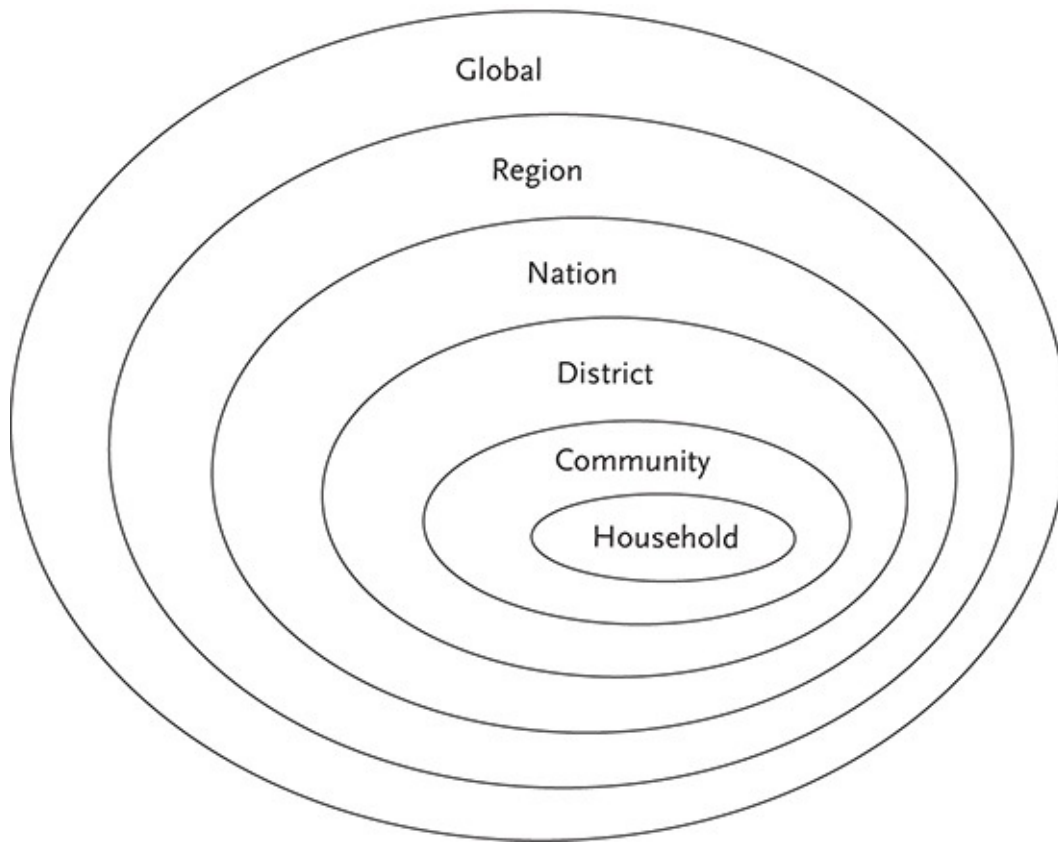 Global
Region
Nation
District
Community
Household